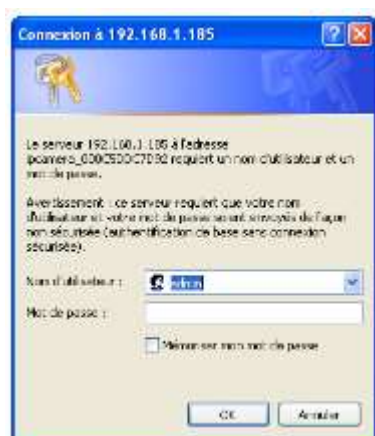 Connexion à 192.168.1.185
Le serveur 192.168.1.185 à l'adresse
requiert un nom d'utilisateur et un
mot de passe.
Avertissement : ce serveur requiert que votre nom
d'utilisateur et votre mot de passe soient envoyés de façon
non sécurisée (authentification de base sans connexion
sécurisée).
Nom d'utilisateur :
admin
Mot de passe :
Mémoriser mon mot de passe
OK
Annuler